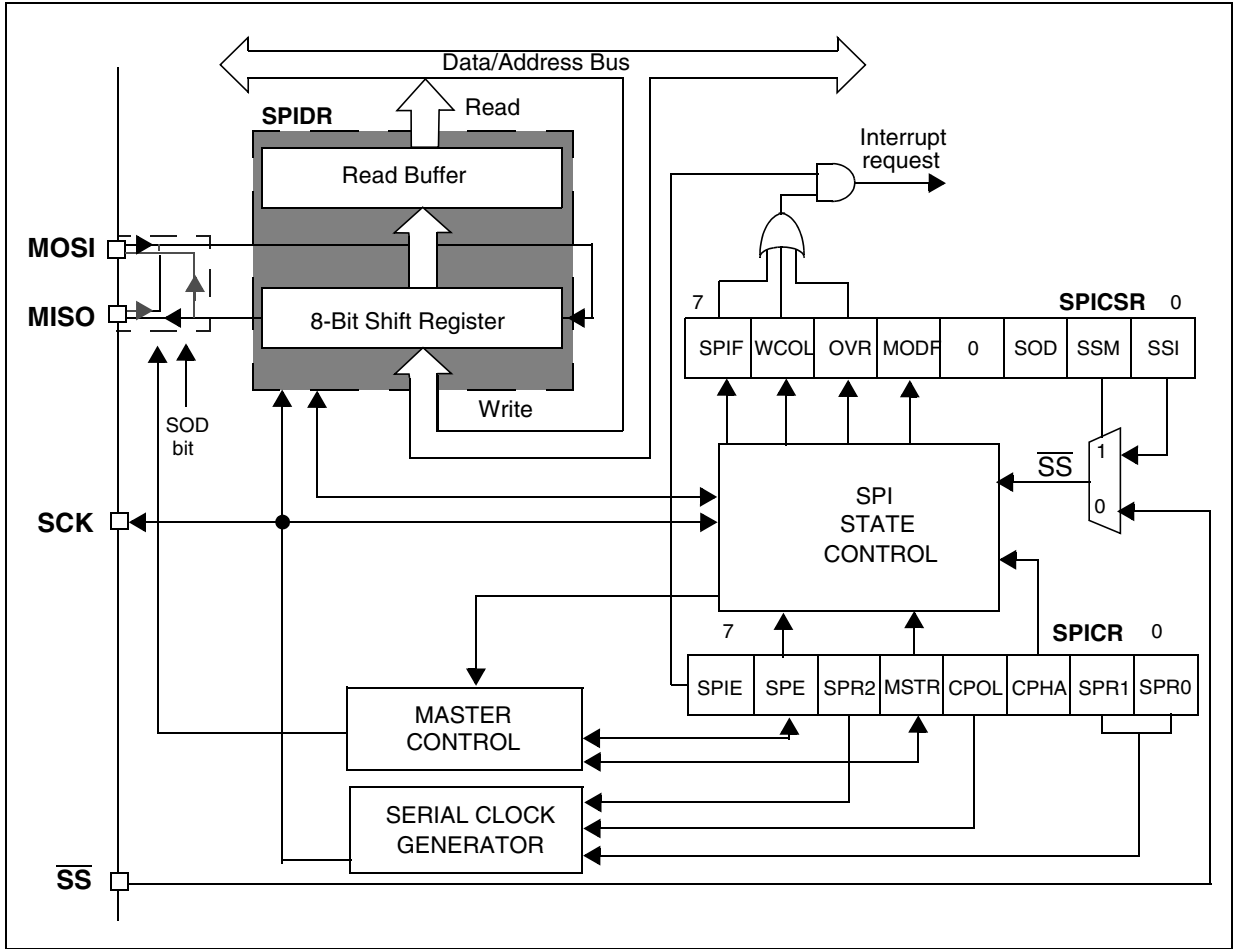 Data/Address Bus
SPIDR
Read
Read Buffer
Interrupt
request
MOSI
MISO
8-Bit Shift Register
7
SPICSR
0
SPIF
WCOL
OVR
MODF
0
SOD
SSM
SSI
Write
SOD
bit
1
SS
0
SCK
SPI
STATE
CONTROL
7
SPICR
0
SPIE
SPE
SPR2
MSTR
CPOL
CPHA
SPR1
SPR0
MASTER
CONTROL
SERIAL CLOCK
GENERATOR
SS